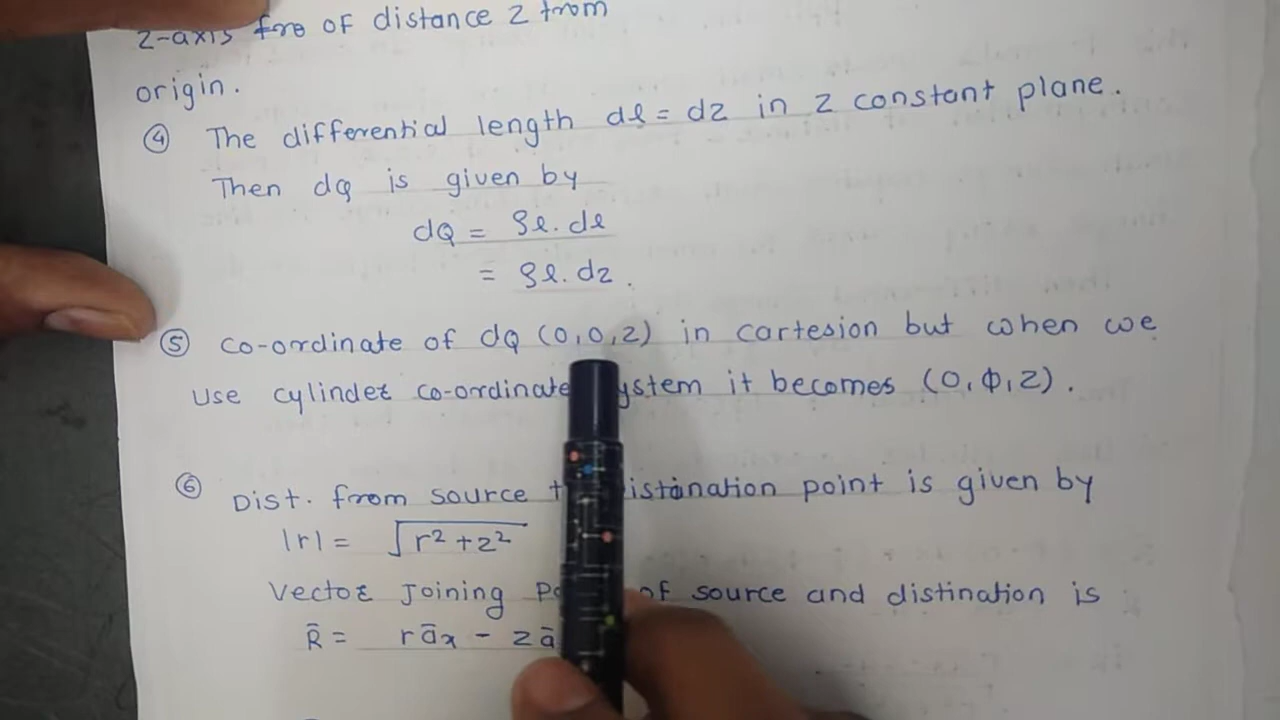 z-axis fro of distance z from
origin.
④ The differential length dl = dz in z constant plane.
Then dQ is given by
dQ = ρl. dl
= ρl. dz.
⑤ co-ordinate of dQ (0,0,z) in cartesion but when we
Use cylinder co-ordinate ystem it becomes (0, φ, z).
⑥ Dist. from source t istination point is given by
|r| = √r² + z²
Vector Joining Po of source and distination is
R̄ = r āx - z ā